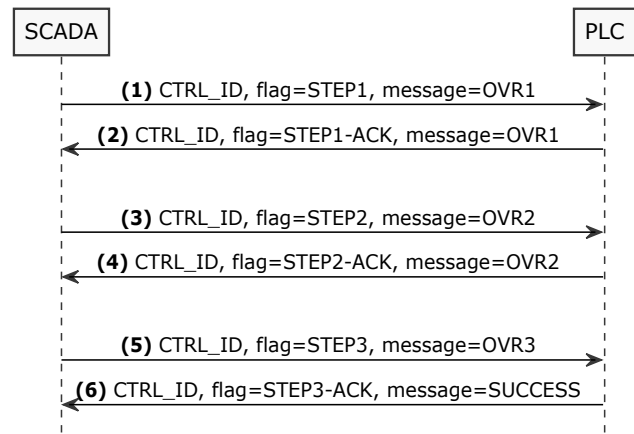 SCADA
PLC
(1) CTRL_ID, flag=STEP1, message=OVR1
(2) CTRL_ID, flag=STEP1-ACK, message=OVR1
(3) CTRL_ID, flag=STEP2, message=OVR2
(4) CTRL_ID, flag=STEP2-ACK, message=OVR2
(5) CTRL_ID, flag=STEP3, message=OVR3
(6) CTRL_ID, flag=STEP3-ACK, message=SUCCESS